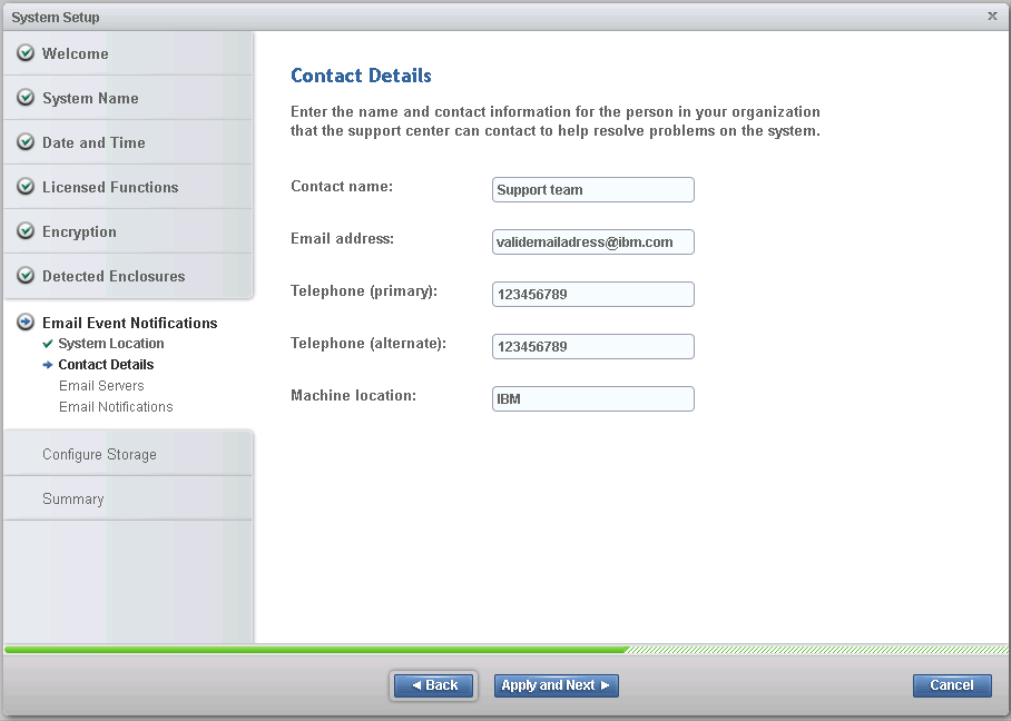 System Setup x
Welcome
System Name
Date and Time
Licensed Functions
Encryption
Detected Enclosures
Email Event Notifications
System Location
Contact Details
Email Servers
Email Notifications
Configure Storage
Summary
Contact Details
Enter the name and contact information for the person in your organization
that the support center can contact to help resolve problems on the system.
Contact name: Support team
Email address: validemailadress@ibm.com
Telephone (primary): 123456789
Telephone (alternate): 123456789
Machine location: IBM
Back Apply and Next Cancel